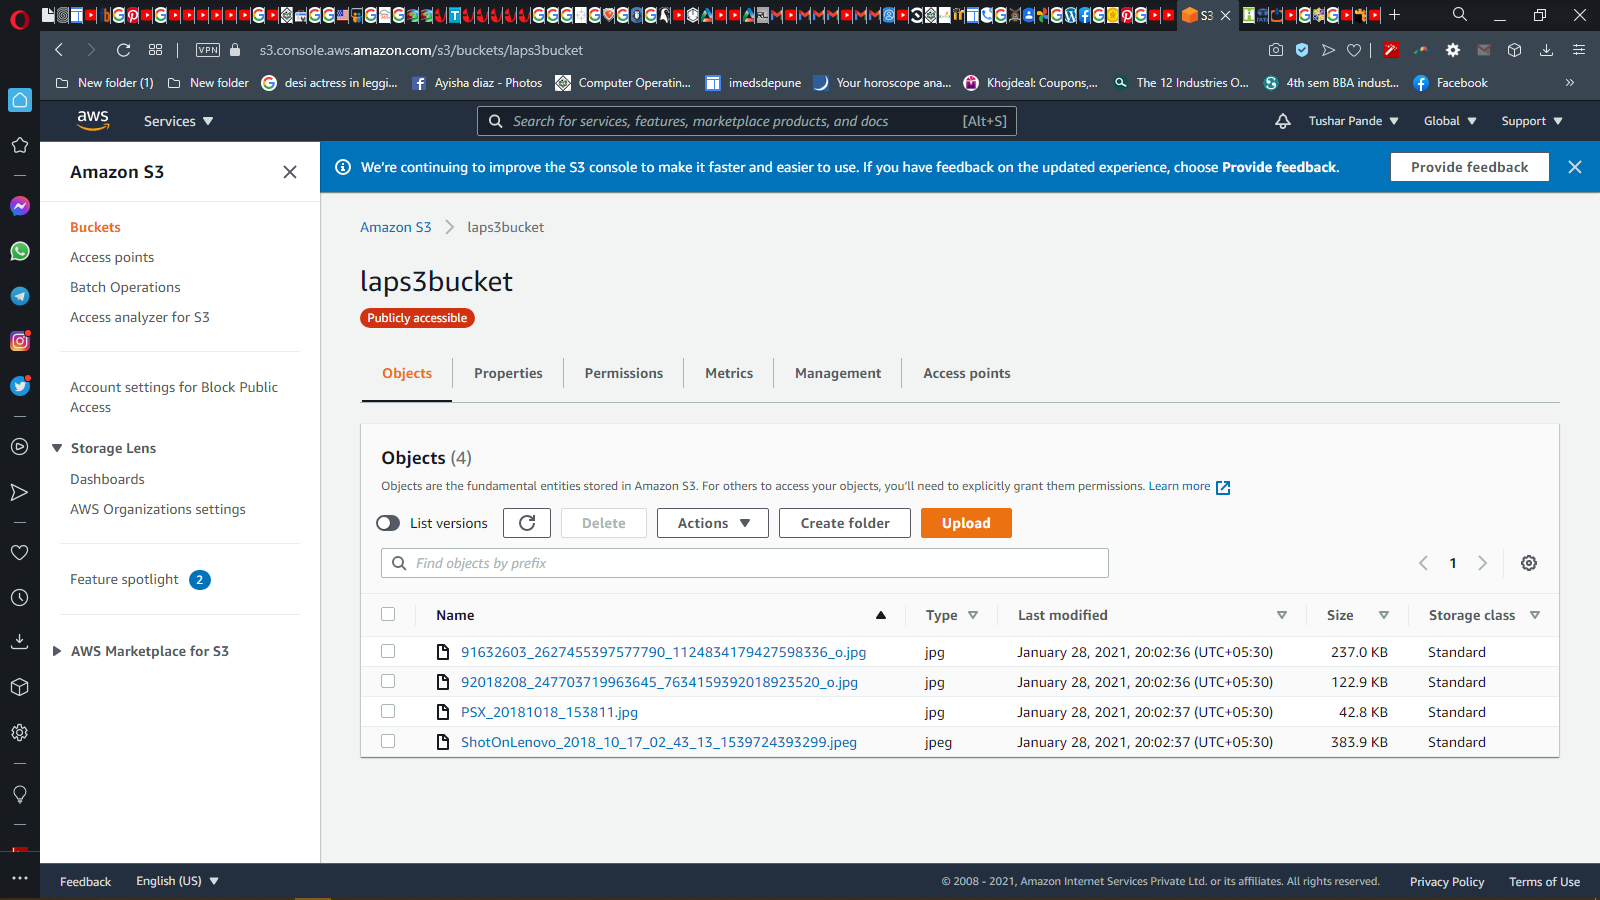 S3
VPN
s3.console.aws.amazon.com/s3/buckets/laps3bucket
New folder (1)
New folder
desi actress in leggi...
Ayisha diaz - Photos
Computer Operatin...
imedsdepune
Your horoscope ana...
Khojdeal: Coupons,...
The 12 Industries O...
4th sem BBA indust...
Facebook
»
aws
Services
Search for services, features, marketplace products, and docs
[Alt+S]
Tushar Pande
Global
Support
Amazon S3
We're continuing to improve the S3 console to make it faster and easier to use. If you have feedback on the updated experience, choose Provide feedback.
Provide feedback
Buckets
Access points
Batch Operations
Access analyzer for S3
Account settings for Block Public
Access
Storage Lens
Dashboards
AWS Organizations settings
Feature spotlight 2
AWS Marketplace for S3
Amazon S3
laps3bucket
laps3bucket
Publicly accessible
Objects
Properties
Permissions
Metrics
Management
Access points
Objects (4)
Objects are the fundamental entities stored in Amazon S3. For others to access your objects, you'll need to explicitly grant them permissions. Learn more
List versions
Delete
Actions
Create folder
Upload
Find objects by prefix
1
Name
Type
Last modified
Size
Storage class
91632603_2627455397577790_1124834179427598336_o.jpg jpg January 28, 2021, 20:02:36 (UTC+05:30) 237.0 KB Standard
92018208_247703719963645_7634159392018923520_o.jpg jpg January 28, 2021, 20:02:36 (UTC+05:30) 122.9 KB Standard
PSX_20181018_153811.jpg jpg January 28, 2021, 20:02:37 (UTC+05:30) 42.8 KB Standard
ShotOnLenovo_2018_10_17_02_43_13_1539724393299.jpeg jpeg January 28, 2021, 20:02:37 (UTC+05:30) 383.9 KB Standard
Feedback
English (US)
© 2008 - 2021, Amazon Internet Services Private Ltd. or its affiliates. All rights reserved.
Privacy Policy
Terms of Use